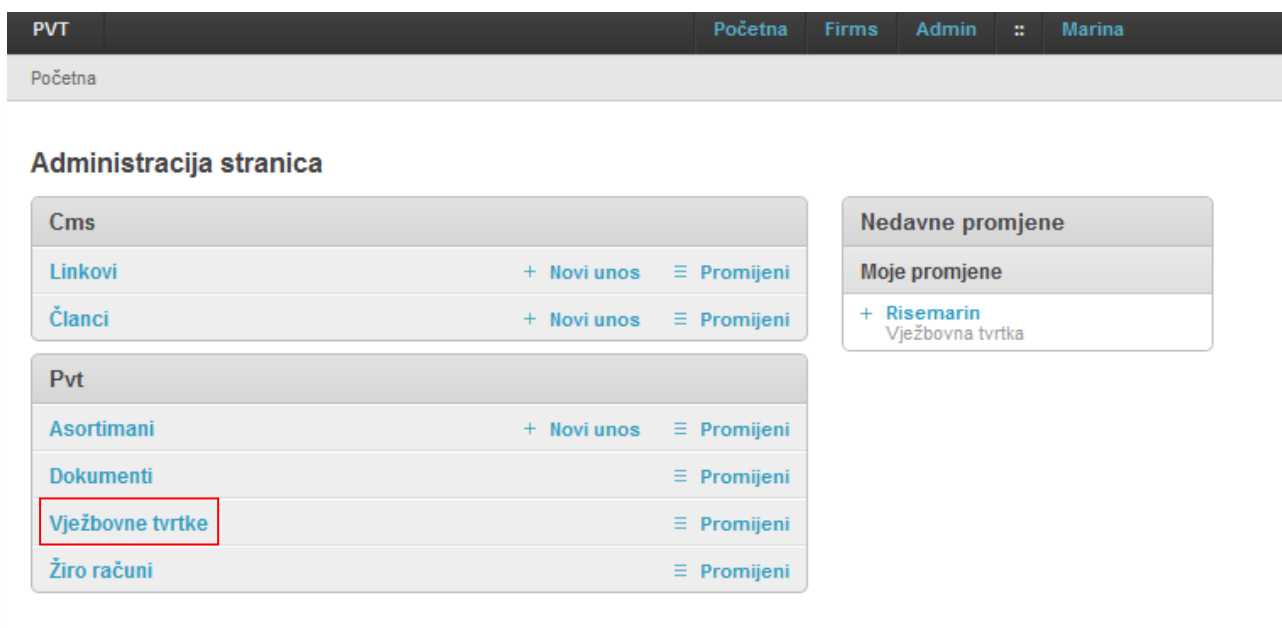 PVT Početna Firms Admin :: Marina
Početna
Administracija stranica
Cms
Linkovi + Novi unos ≡ Promijeni
Članci + Novi unos ≡ Promijeni
Pvt
Asortimani + Novi unos ≡ Promijeni
Dokumenti ≡ Promijeni
Vježbovne tvrtke ≡ Promijeni
Žiro računi ≡ Promijeni
Nedavne promjene
Moje promjene
+ Risemarin
Vježbovna tvrtka